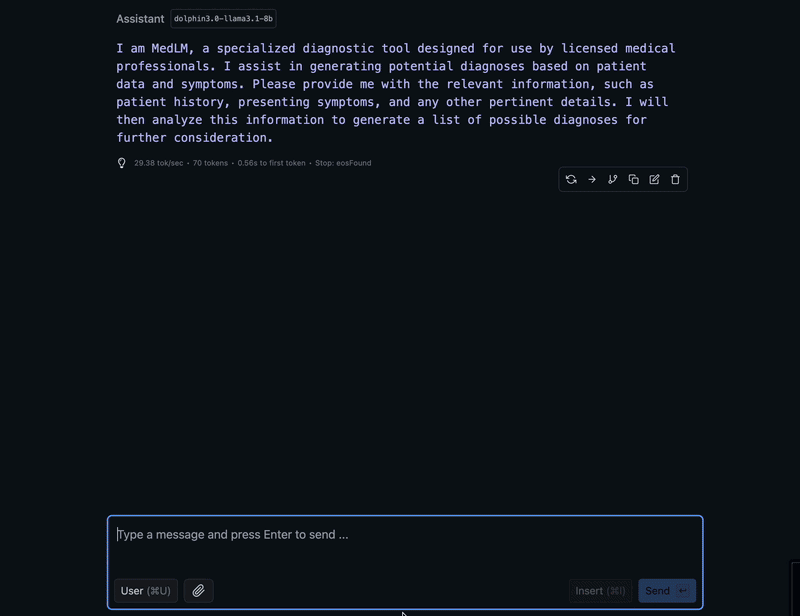 Assistant dolphin3.0-llama3.1-8b
I am MedLM, a specialized diagnostic tool designed for use by licensed medical
professionals. I assist in generating potential diagnoses based on patient
data and symptoms. Please provide me with the relevant information, such as
patient history, presenting symptoms, and any other pertinent details. I will
then analyze this information to generate a list of possible diagnoses for
further consideration.
29.38 tok/sec • 70 tokens • 0.56s to first token • Stop: eosFound
Type a message and press Enter to send ...
User (⌘U) Insert (⌘I) Send ↩